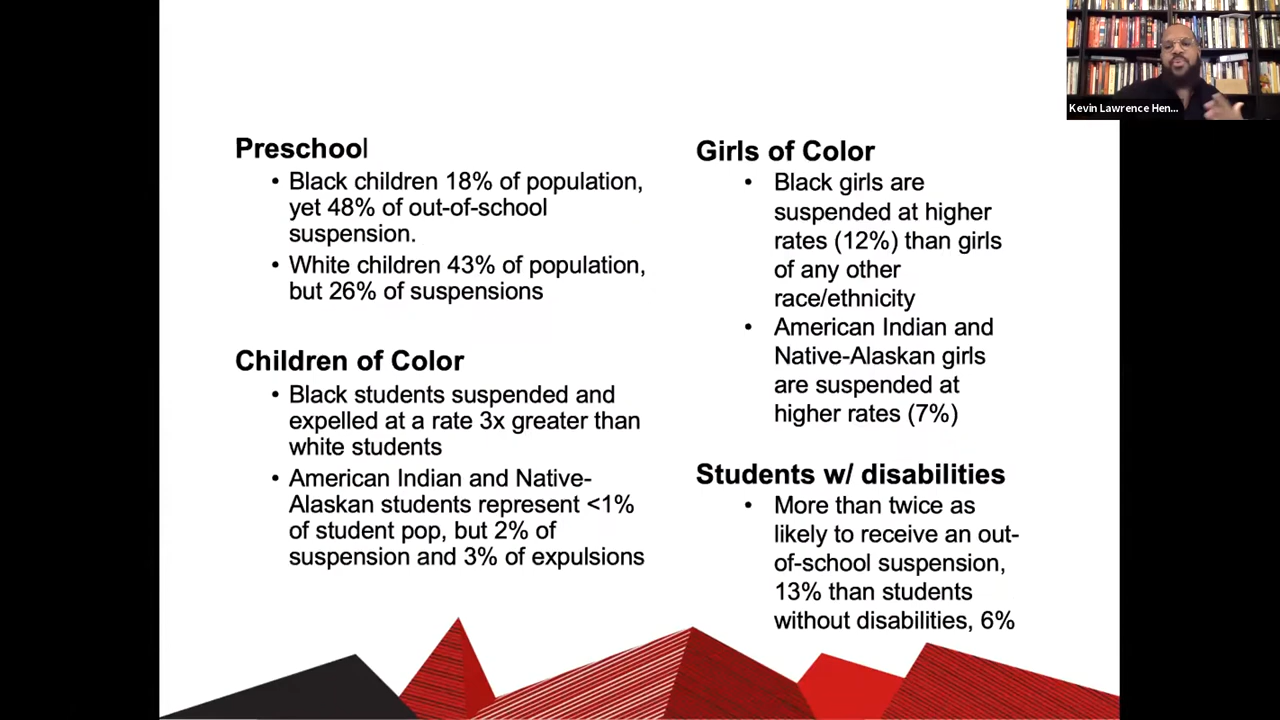 Preschool
• Black children 18% of population,
yet 48% of out-of-school
suspension.
• White children 43% of population,
but 26% of suspensions
Children of Color
• Black students suspended and
expelled at a rate 3x greater than
white students
• American Indian and Native-
Alaskan students represent <1%
of student pop, but 2% of
suspension and 3% of expulsions
Girls of Color
• Black girls are
suspended at higher
rates (12%) than girls
of any other
race/ethnicity
• American Indian and
Native-Alaskan girls
are suspended at
higher rates (7%)
Students w/ disabilities
• More than twice as
likely to receive an out-
of-school suspension,
13% than students
without disabilities, 6%
Kevin Lawrence Hen...